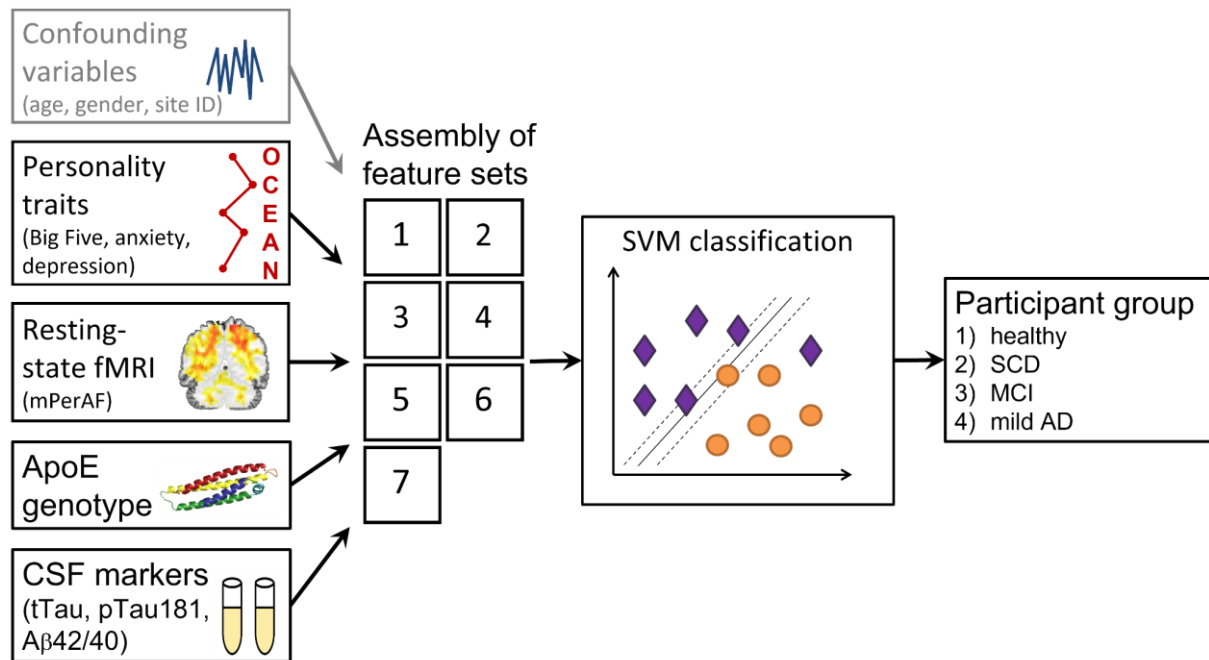 Confounding
variables
(age, gender, site ID)
Personality
traits
(Big Five, anxiety,
depression)
O
C
E
A
N
Resting-
state fMRI
(mPerAF)
ApoE
genotype
CSF markers
(tTau, pTau181,
Aβ42/40)
Assembly of
feature sets
1 2
3 4
5 6
7
SVM classification
Participant group
1) healthy
2) SCD
3) MCI
4) mild AD